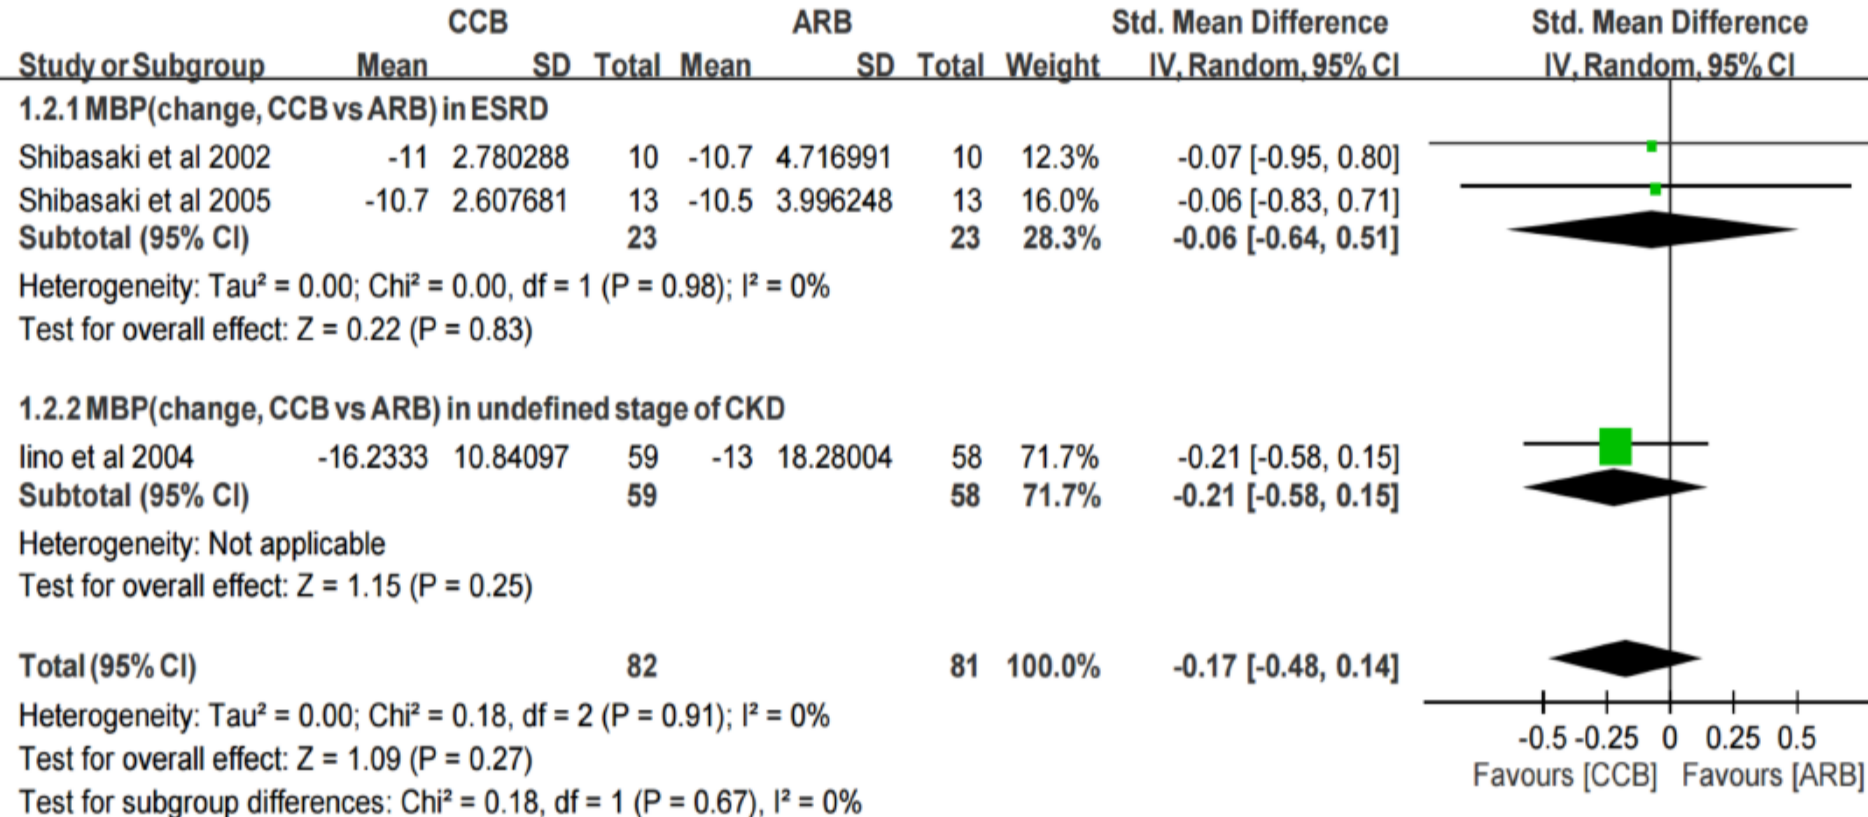 CCB ARB Std. Mean Difference Std. Mean Difference
Study or Subgroup Mean SD Total Mean SD Total Weight IV, Random, 95% CI IV, Random, 95% CI
1.2.1 MBP(change, CCB vs ARB) in ESRD
Shibasaki et al 2002 -11 2.780288 10 -10.7 4.716991 10 12.3% -0.07 [-0.95, 0.80]
Shibasaki et al 2005 -10.7 2.607681 13 -10.5 3.996248 13 16.0% -0.06 [-0.83, 0.71]
Subtotal (95% CI) 23 23 28.3% -0.06 [-0.64, 0.51]
Heterogeneity: Tau² = 0.00; Chi² = 0.00, df = 1 (P = 0.98); I² = 0%
Test for overall effect: Z = 0.22 (P = 0.83)
1.2.2 MBP(change, CCB vs ARB) in undefined stage of CKD
Iino et al 2004 -16.2333 10.84097 59 -13 18.28004 58 71.7% -0.21 [-0.58, 0.15]
Subtotal (95% CI) 59 58 71.7% -0.21 [-0.58, 0.15]
Heterogeneity: Not applicable
Test for overall effect: Z = 1.15 (P = 0.25)
Total (95% CI) 82 81 100.0% -0.17 [-0.48, 0.14]
Heterogeneity: Tau² = 0.00; Chi² = 0.18, df = 2 (P = 0.91); I² = 0%
-0.5 -0.25 0 0.25 0.5
Test for overall effect: Z = 1.09 (P = 0.27)
Favours [CCB] Favours [ARB]
Test for subgroup differences: Chi² = 0.18, df = 1 (P = 0.67), I² = 0%